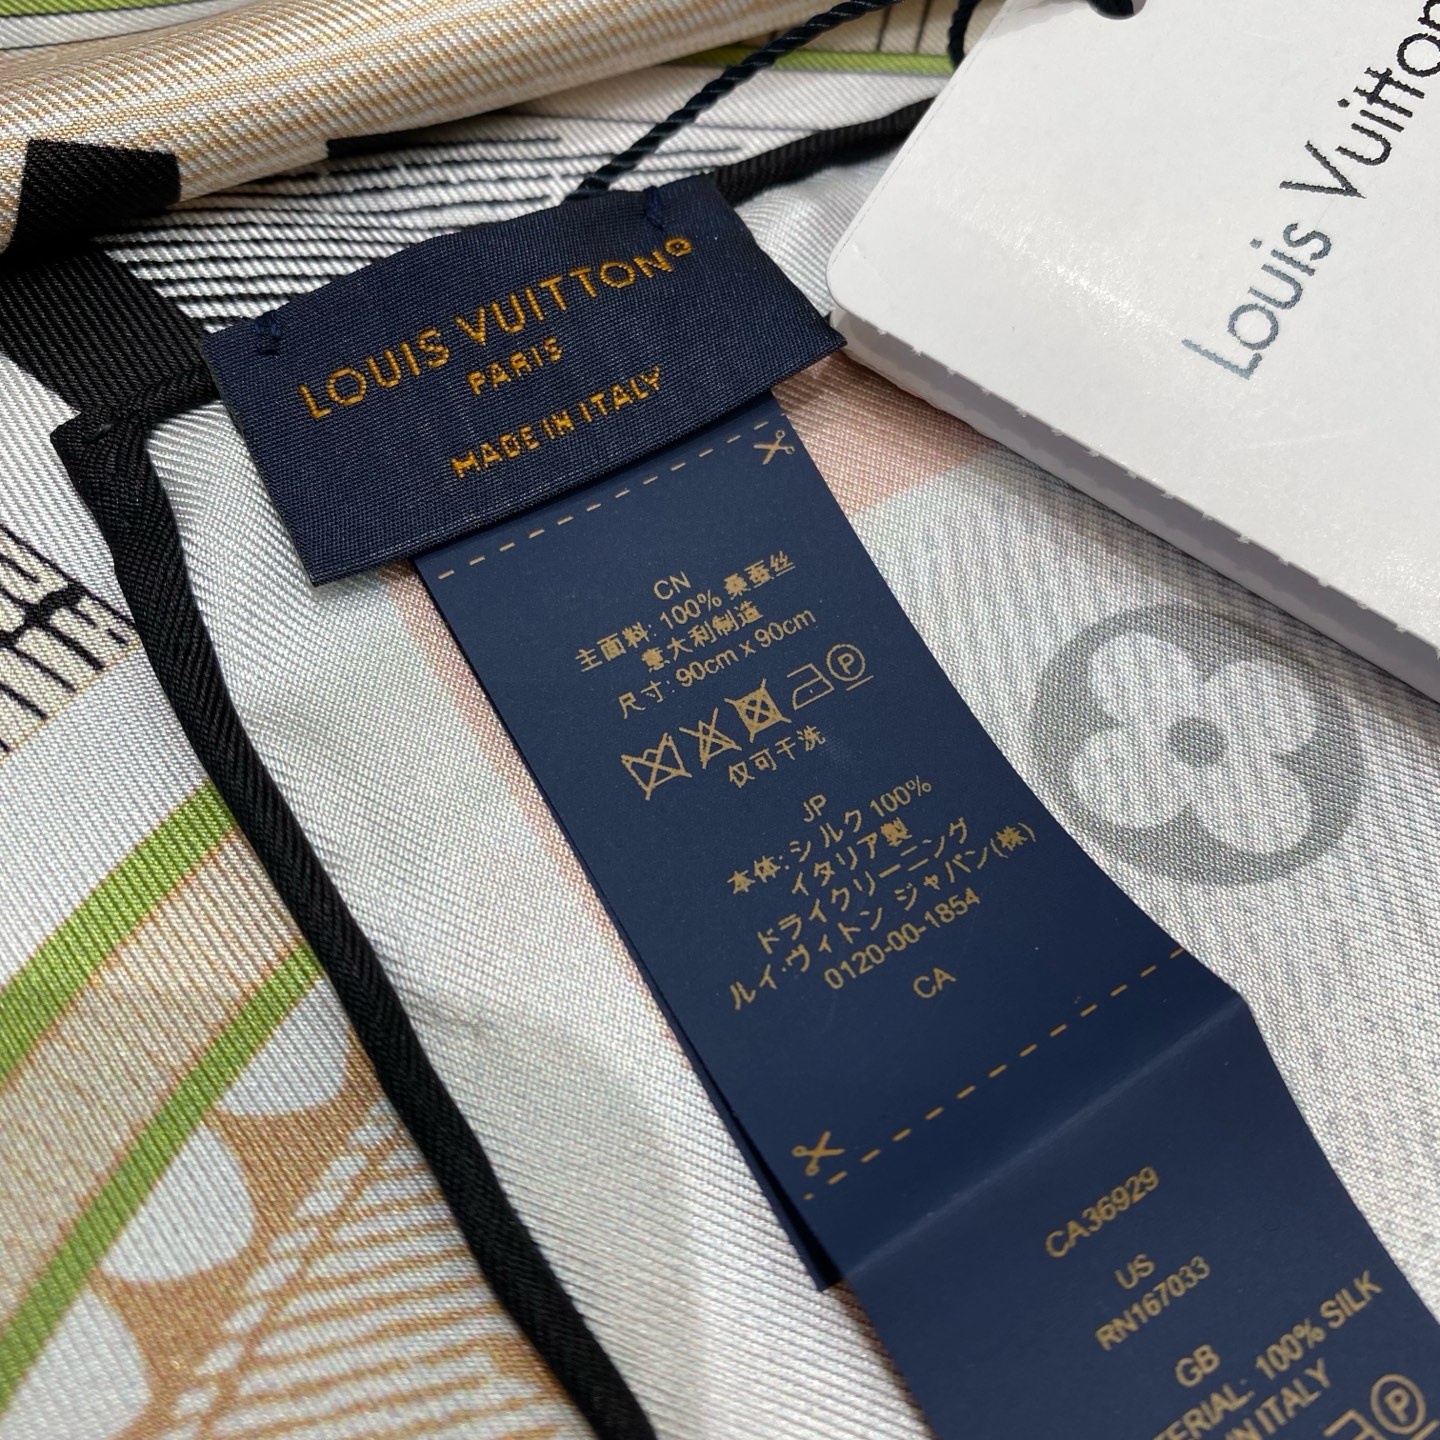 LOUIS VUITTON®
PARIS
MADE IN ITALY
CN
主面料: 100% 桑蚕丝
意大利制造
尺寸: 90cm x 90cm
P
仅可干洗
JP
本体: シルク 100%
イタリア製
ドライクリーニング
ルイ·ヴィトン ジャパン(株)
0120-00-1854
CA
CA36929
US
RN167033
GB
100% SILK
ITALY
P
Louis Vuitton